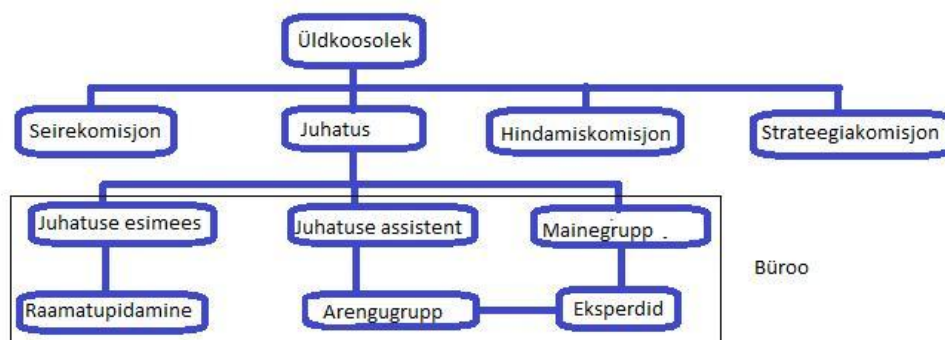 Üldkoosolek
Seirekomisjon
Juhatus
Hindamiskomisjon
Strateegiakomisjon
Juhatuse esimees
Juhatuse assistent
Mainegrupp .
Büroo
Raamatupidamine
Arengugrupp
Eksperdid